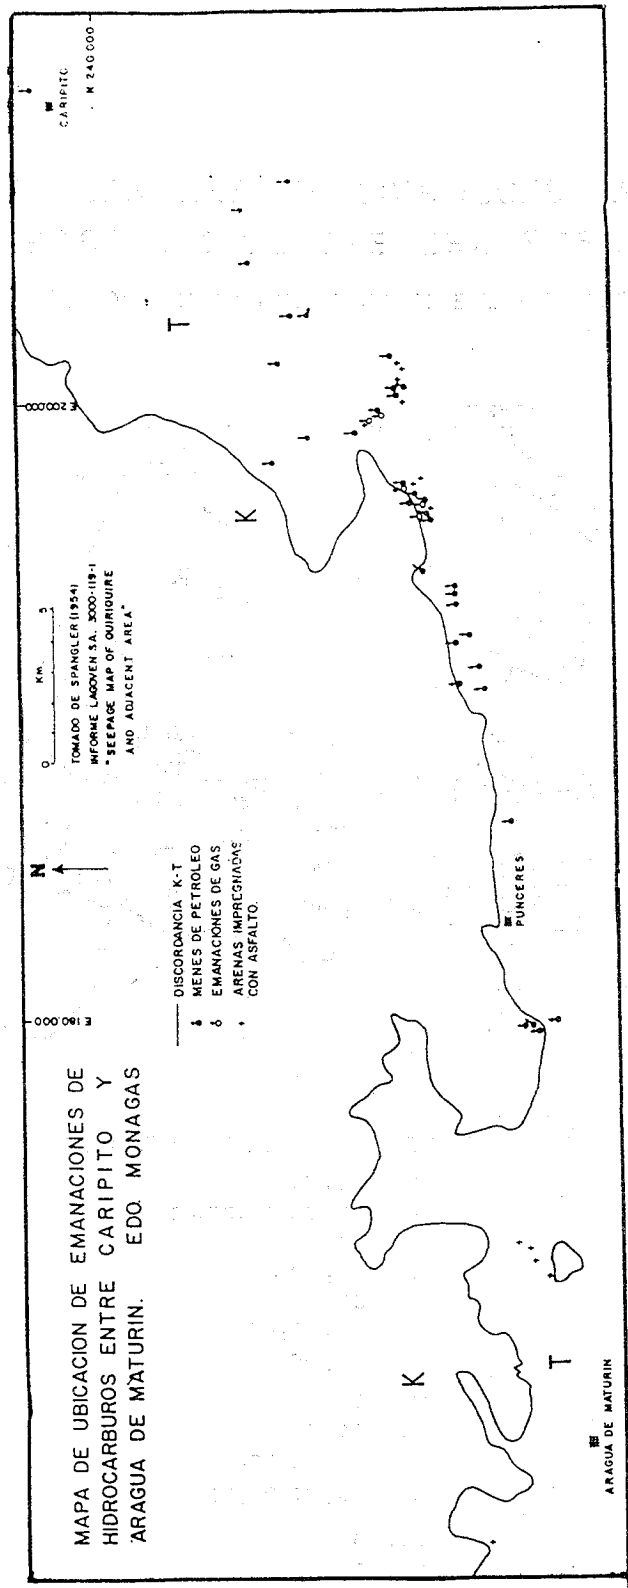 MAPA DE UBICACION DE EMANACIONES DE
HIDROCARBUROS ENTRE CARIPITO Y
ARAGUA DE MATURIN. EDO. MONAGAS
E 180.000
N
DISCORDANCIA K-T
MENES DE PETROLEO
EMANACIONES DE GAS
ARENAS IMPREGNADAS
CON ASFALTO.
0 KM. 5
TOMADO DE SPANGLER (1954)
INFORME LAGOVEN S.A. 3000-119-1
"SEEPAGE MAP OF QUIRIQUIRE
AND ADJACENT AREA"
E 200.000
N 240.000
CARIPITO
T
K
PUNCERES
K
T
ARAGUA DE MATURIN